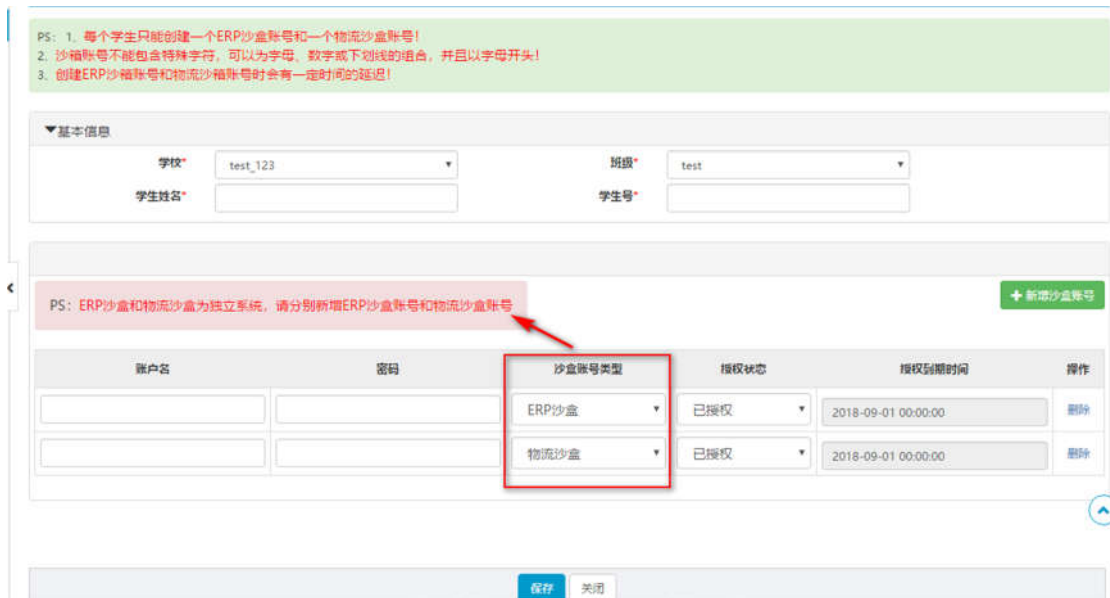 PS: 1. 每个学生只能创建一个ERP沙盒账号和一个物流沙盒账号!
2. 沙箱账号不能包含特殊字符，可以为字母、数字或下划线的组合，并且以字母开头!
3. 创建ERP沙箱账号和物流沙箱账号时会有一定时间的延迟!
▼基本信息
学校* test_123 班级* test
学生姓名* 学生号*
PS: ERP沙盒和物流沙盒为独立系统，请分别新增ERP沙盒账号和物流沙盒账号
+ 新增沙盒账号
账户名 密码 沙盒账号类型 授权状态 授权到期时间 操作
ERP沙盒 已授权 2018-09-01 00:00:00 删除
物流沙盒 已授权 2018-09-01 00:00:00 删除
保存 关闭